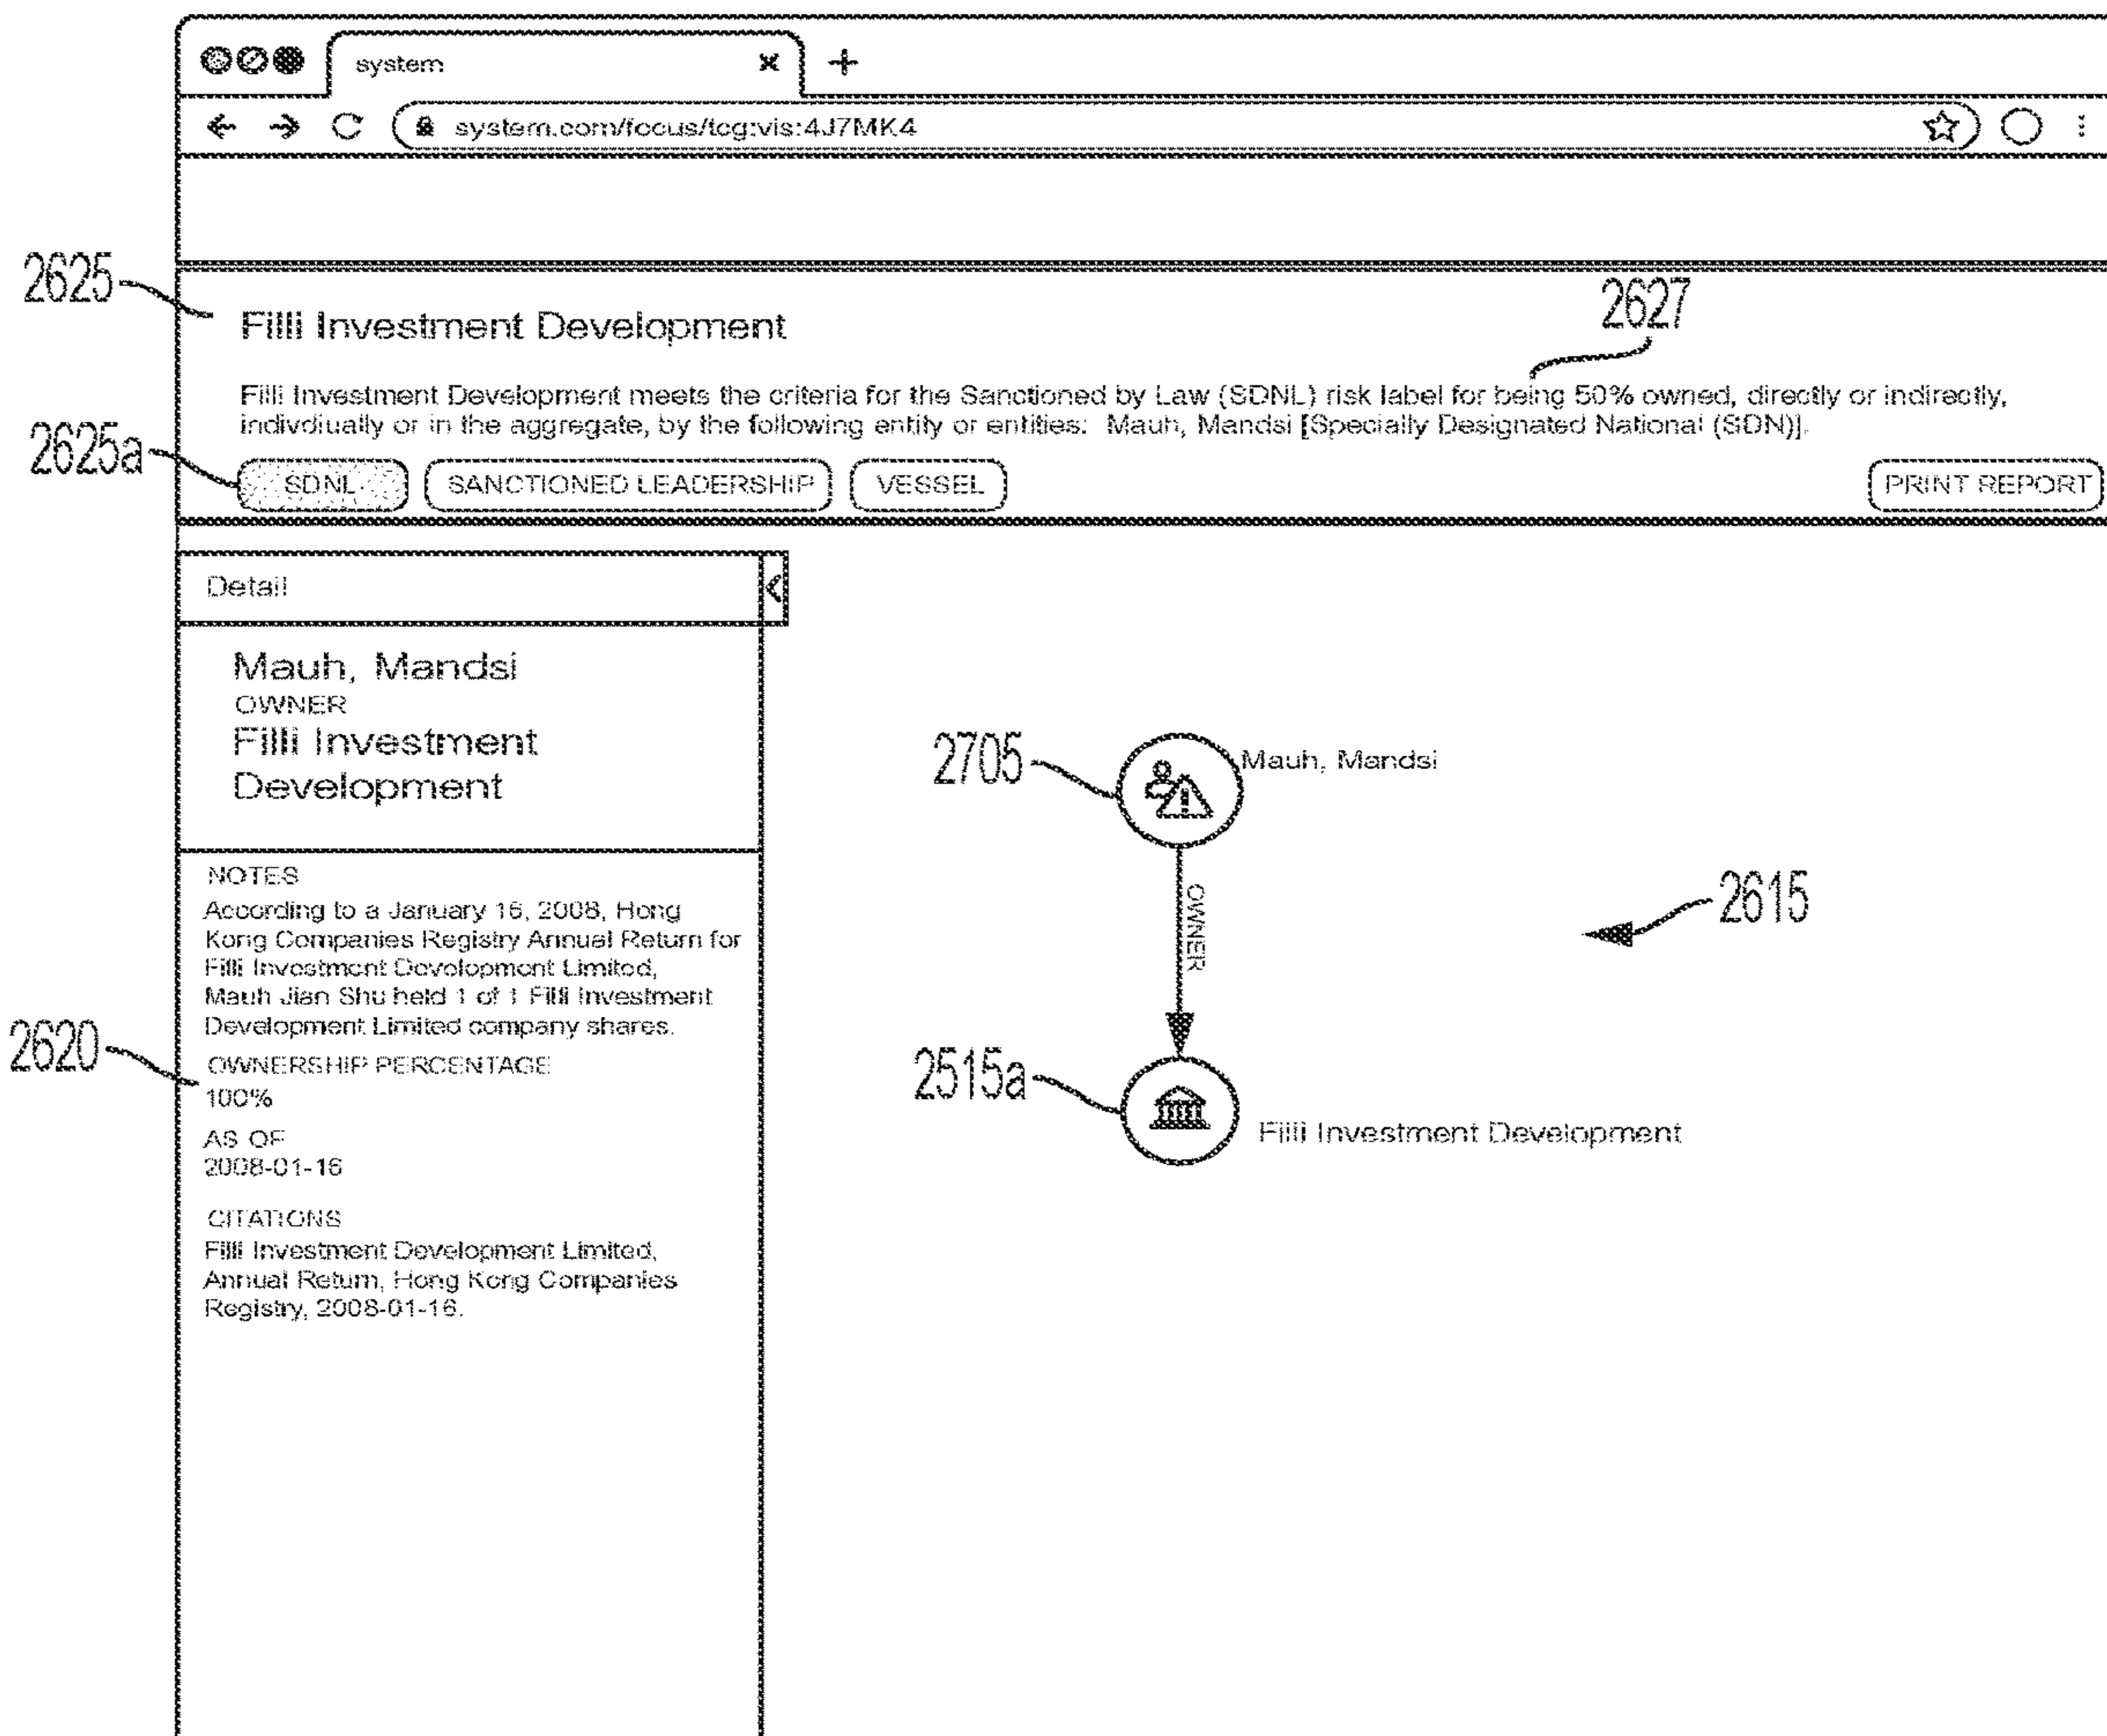 system
system.com/focus/tcg:vis:4J7MK4
2625
Filli Investment Development
2627
Filli Investment Development meets the criteria for the Sanctioned by Law (SDNL) risk label for being 50% owned, directly or indirectly,
indivdiually or in the aggregate, by the following entity or entities: Mauh, Mandsi [Specially Designated National (SDN)].
2625a
SDNL
SANCTIONED LEADERSHIP
VESSEL
PRINT REPORT
Detail
Mauh, Mandsi
OWNER
Filli Investment
Development
NOTES
According to a January 16, 2008, Hong
Kong Companies Registry Annual Return for
Filli Investment Development Limited,
Mauh Jian Shu held 1 of 1 Filli Investment
Development Limited company shares.
2620
OWNERSHIP PERCENTAGE
100%
AS OF
2008-01-16
CITATIONS
Filli Investment Development Limited,
Annual Return, Hong Kong Companies
Registry, 2008-01-16.
2705
Mauh, Mandsi
OWNER
2615
2515a
Filli Investment Development